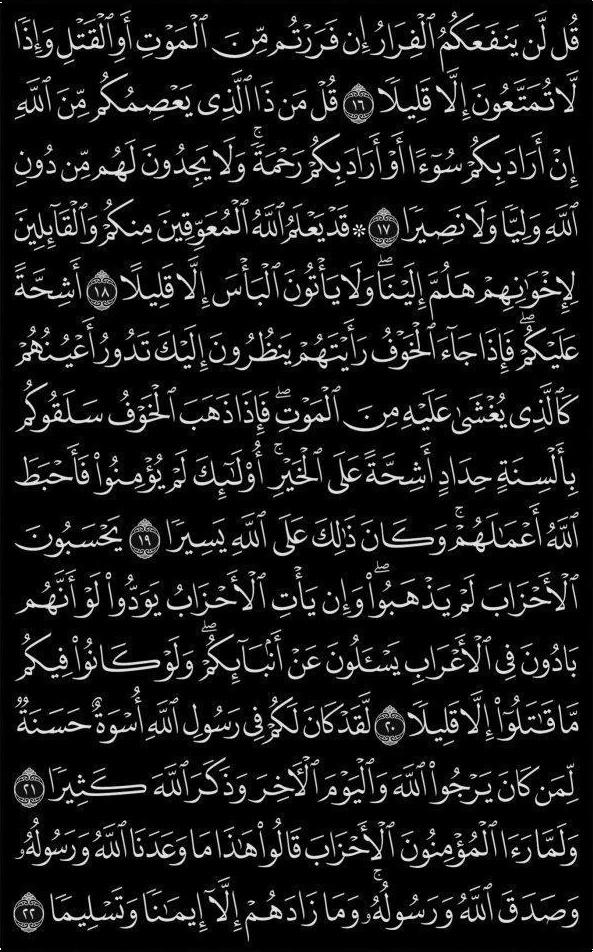 قُل لَّن يَنفَعَكُمُ ٱلْفِرَارُ إِن فَرَرْتُم مِّنَ ٱلْمَوْتِ أَوِ ٱلْقَتْلِ وَإِذًا
لَّا تُمَتَّعُونَ إِلَّا قَلِيلًا ١٦ قُلْ مَن ذَا ٱلَّذِى يَعْصِمُكُم مِّنَ ٱللَّهِ
إِنْ أَرَادَ بِكُمْ سُوٓءًا أَوْ أَرَادَ بِكُمْ رَحْمَةً ۚ وَلَا يَجِدُونَ لَهُم مِّن دُونِ
ٱللَّهِ وَلِيًّا وَلَا نَصِيرًا ١٧ ۞ قَدْ يَعْلَمُ ٱللَّهُ ٱلْمُعَوِّقِينَ مِنكُمْ وَٱلْقَآئِلِينَ
لِإِخْوَٰنِهِمْ هَلُمَّ إِلَيْنَا ۖ وَلَا يَأْتُونَ ٱلْبَأْسَ إِلَّا قَلِيلًا ١٨ أَشِحَّةً
عَلَيْكُمْ ۖ فَإِذَا جَآءَ ٱلْخَوْفُ رَأَيْتَهُمْ يَنظُرُونَ إِلَيْكَ تَدُورُ أَعْيُنُهُمْ
كَٱلَّذِى يُغْشَىٰ عَلَيْهِ مِنَ ٱلْمَوْتِ ۖ فَإِذَا ذَهَبَ ٱلْخَوْفُ سَلَقُوكُم
بِأَلْسِنَةٍ حِدَادٍ أَشِحَّةً عَلَى ٱلْخَيْرِ ۚ أُو۟لَٰٓئِكَ لَمْ يُؤْمِنُوا۟ فَأَحْبَطَ
ٱللَّهُ أَعْمَٰلَهُمْ ۚ وَكَانَ ذَٰلِكَ عَلَى ٱللَّهِ يَسِيرًا ١٩ يَحْسَبُونَ
ٱلْأَحْزَابَ لَمْ يَذْهَبُوا۟ ۖ وَإِن يَأْتِ ٱلْأَحْزَابُ يَوَدُّوا۟ لَوْ أَنَّهُم
بَادُونَ فِى ٱلْأَعْرَابِ يَسْـَٔلُونَ عَنْ أَنۢبَآئِكُمْ ۖ وَلَوْ كَانُوا۟ فِيكُم
مَّا قَٰتَلُوٓا۟ إِلَّا قَلِيلًا ٢٠ لَّقَدْ كَانَ لَكُمْ فِى رَسُولِ ٱللَّهِ أُسْوَةٌ حَسَنَةٌ
لِّمَن كَانَ يَرْجُوا۟ ٱللَّهَ وَٱلْيَوْمَ ٱلْـَٔاخِرَ وَذَكَرَ ٱللَّهَ كَثِيرًا ٢١
وَلَمَّا رَءَا ٱلْمُؤْمِنُونَ ٱلْأَحْزَابَ قَالُوا۟ هَٰذَا مَا وَعَدَنَا ٱللَّهُ وَرَسُولُهُۥ
وَصَدَقَ ٱللَّهُ وَرَسُولُهُۥ ۚ وَمَا زَادَهُمْ إِلَّآ إِيمَٰنًا وَتَسْلِيمًا ٢٢